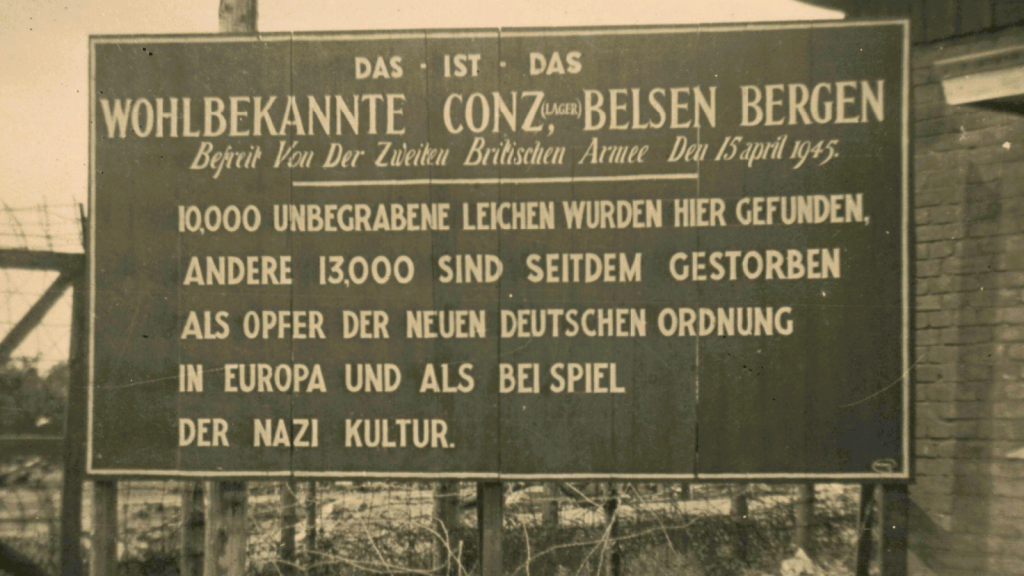 DAS · IST · DAS
WOHLBEKANNTE CONZ,(LAGER) BELSEN BERGEN
Befreit Von Der Zweiten Britischen Armee Den 15 april 1945.
10,000 UNBEGRABENE LEICHEN WURDEN HIER GEFUNDEN,
ANDERE 13,000 SIND SEITDEM GESTORBEN
ALS OPFER DER NEUEN DEUTSCHEN ORDNUNG
IN EUROPA UND ALS BEI SPIEL
DER NAZI KULTUR.